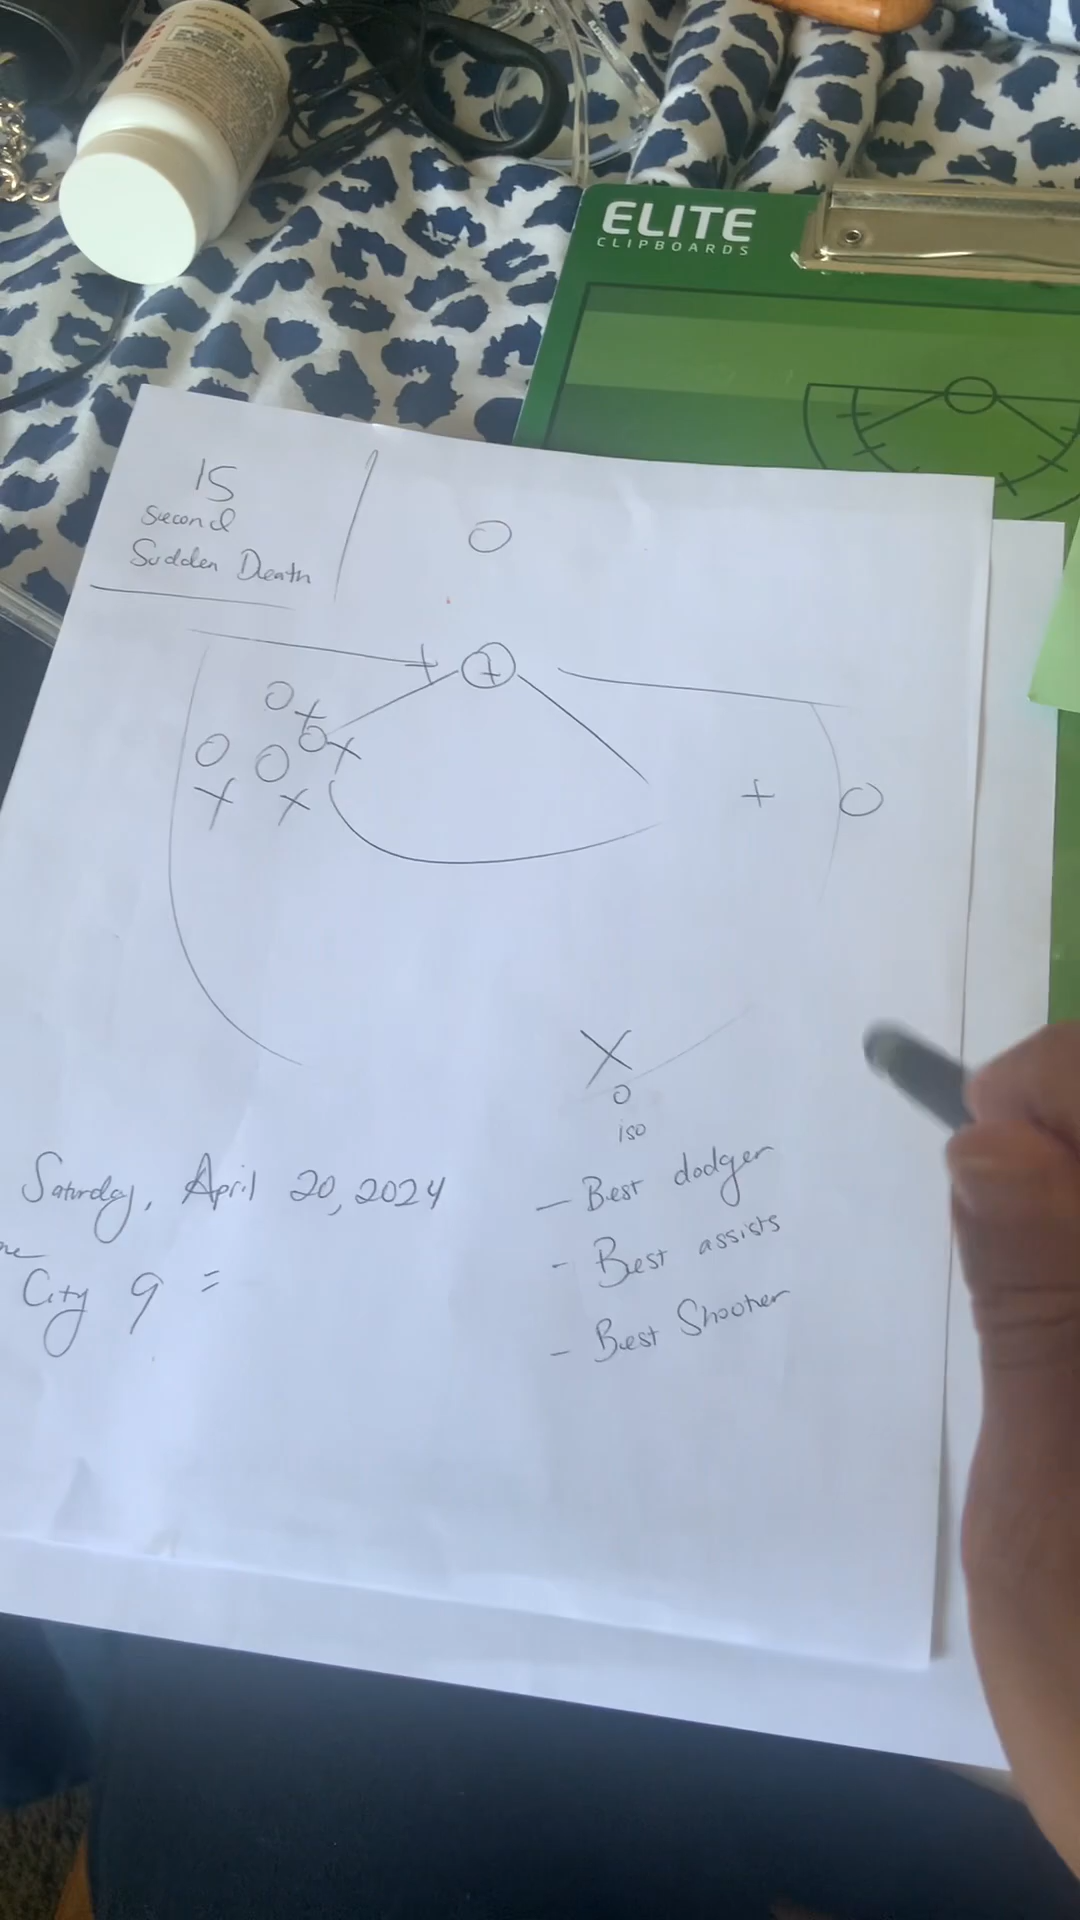 ELITE
CLIPBOARDS
15
Second
Sudden Death
iso
- Best dodger
- Best assists
- Best Shooter
Saturday, April 20, 2024
City 9 =